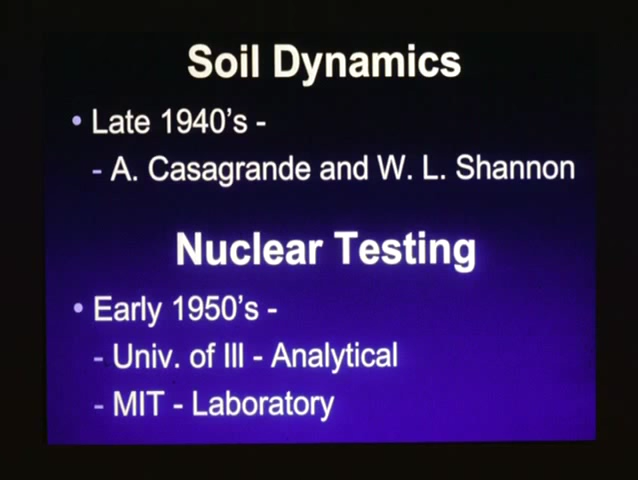 Soil Dynamics
• Late 1940's -
- A. Casagrande and W. L. Shannon
Nuclear Testing
• Early 1950's -
- Univ. of Ill - Analytical
- MIT - Laboratory